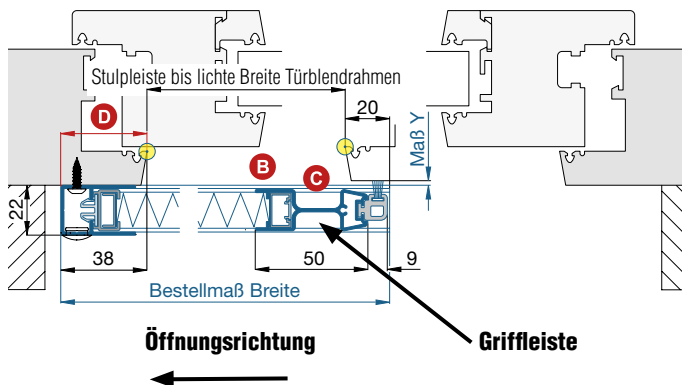 Stulpleiste bis lichte Breite Türblendrahmen
20
D
Maß Y
B
C
22
38
50
9
Bestellmaß Breite
Öffnungsrichtung
Griffleiste